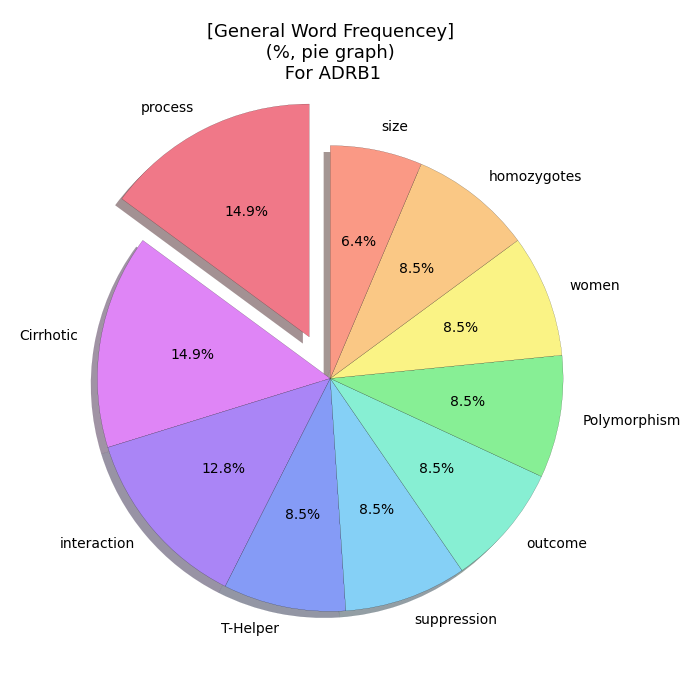 [General Word Frequencey]
(%, pie graph)
For ADRB1
process
size
homozygotes
women
Polymorphism
outcome
suppression
T-Helper
interaction
Cirrhotic
14.9%
6.4%
8.5%
8.5%
8.5%
8.5%
8.5%
8.5%
12.8%
14.9%